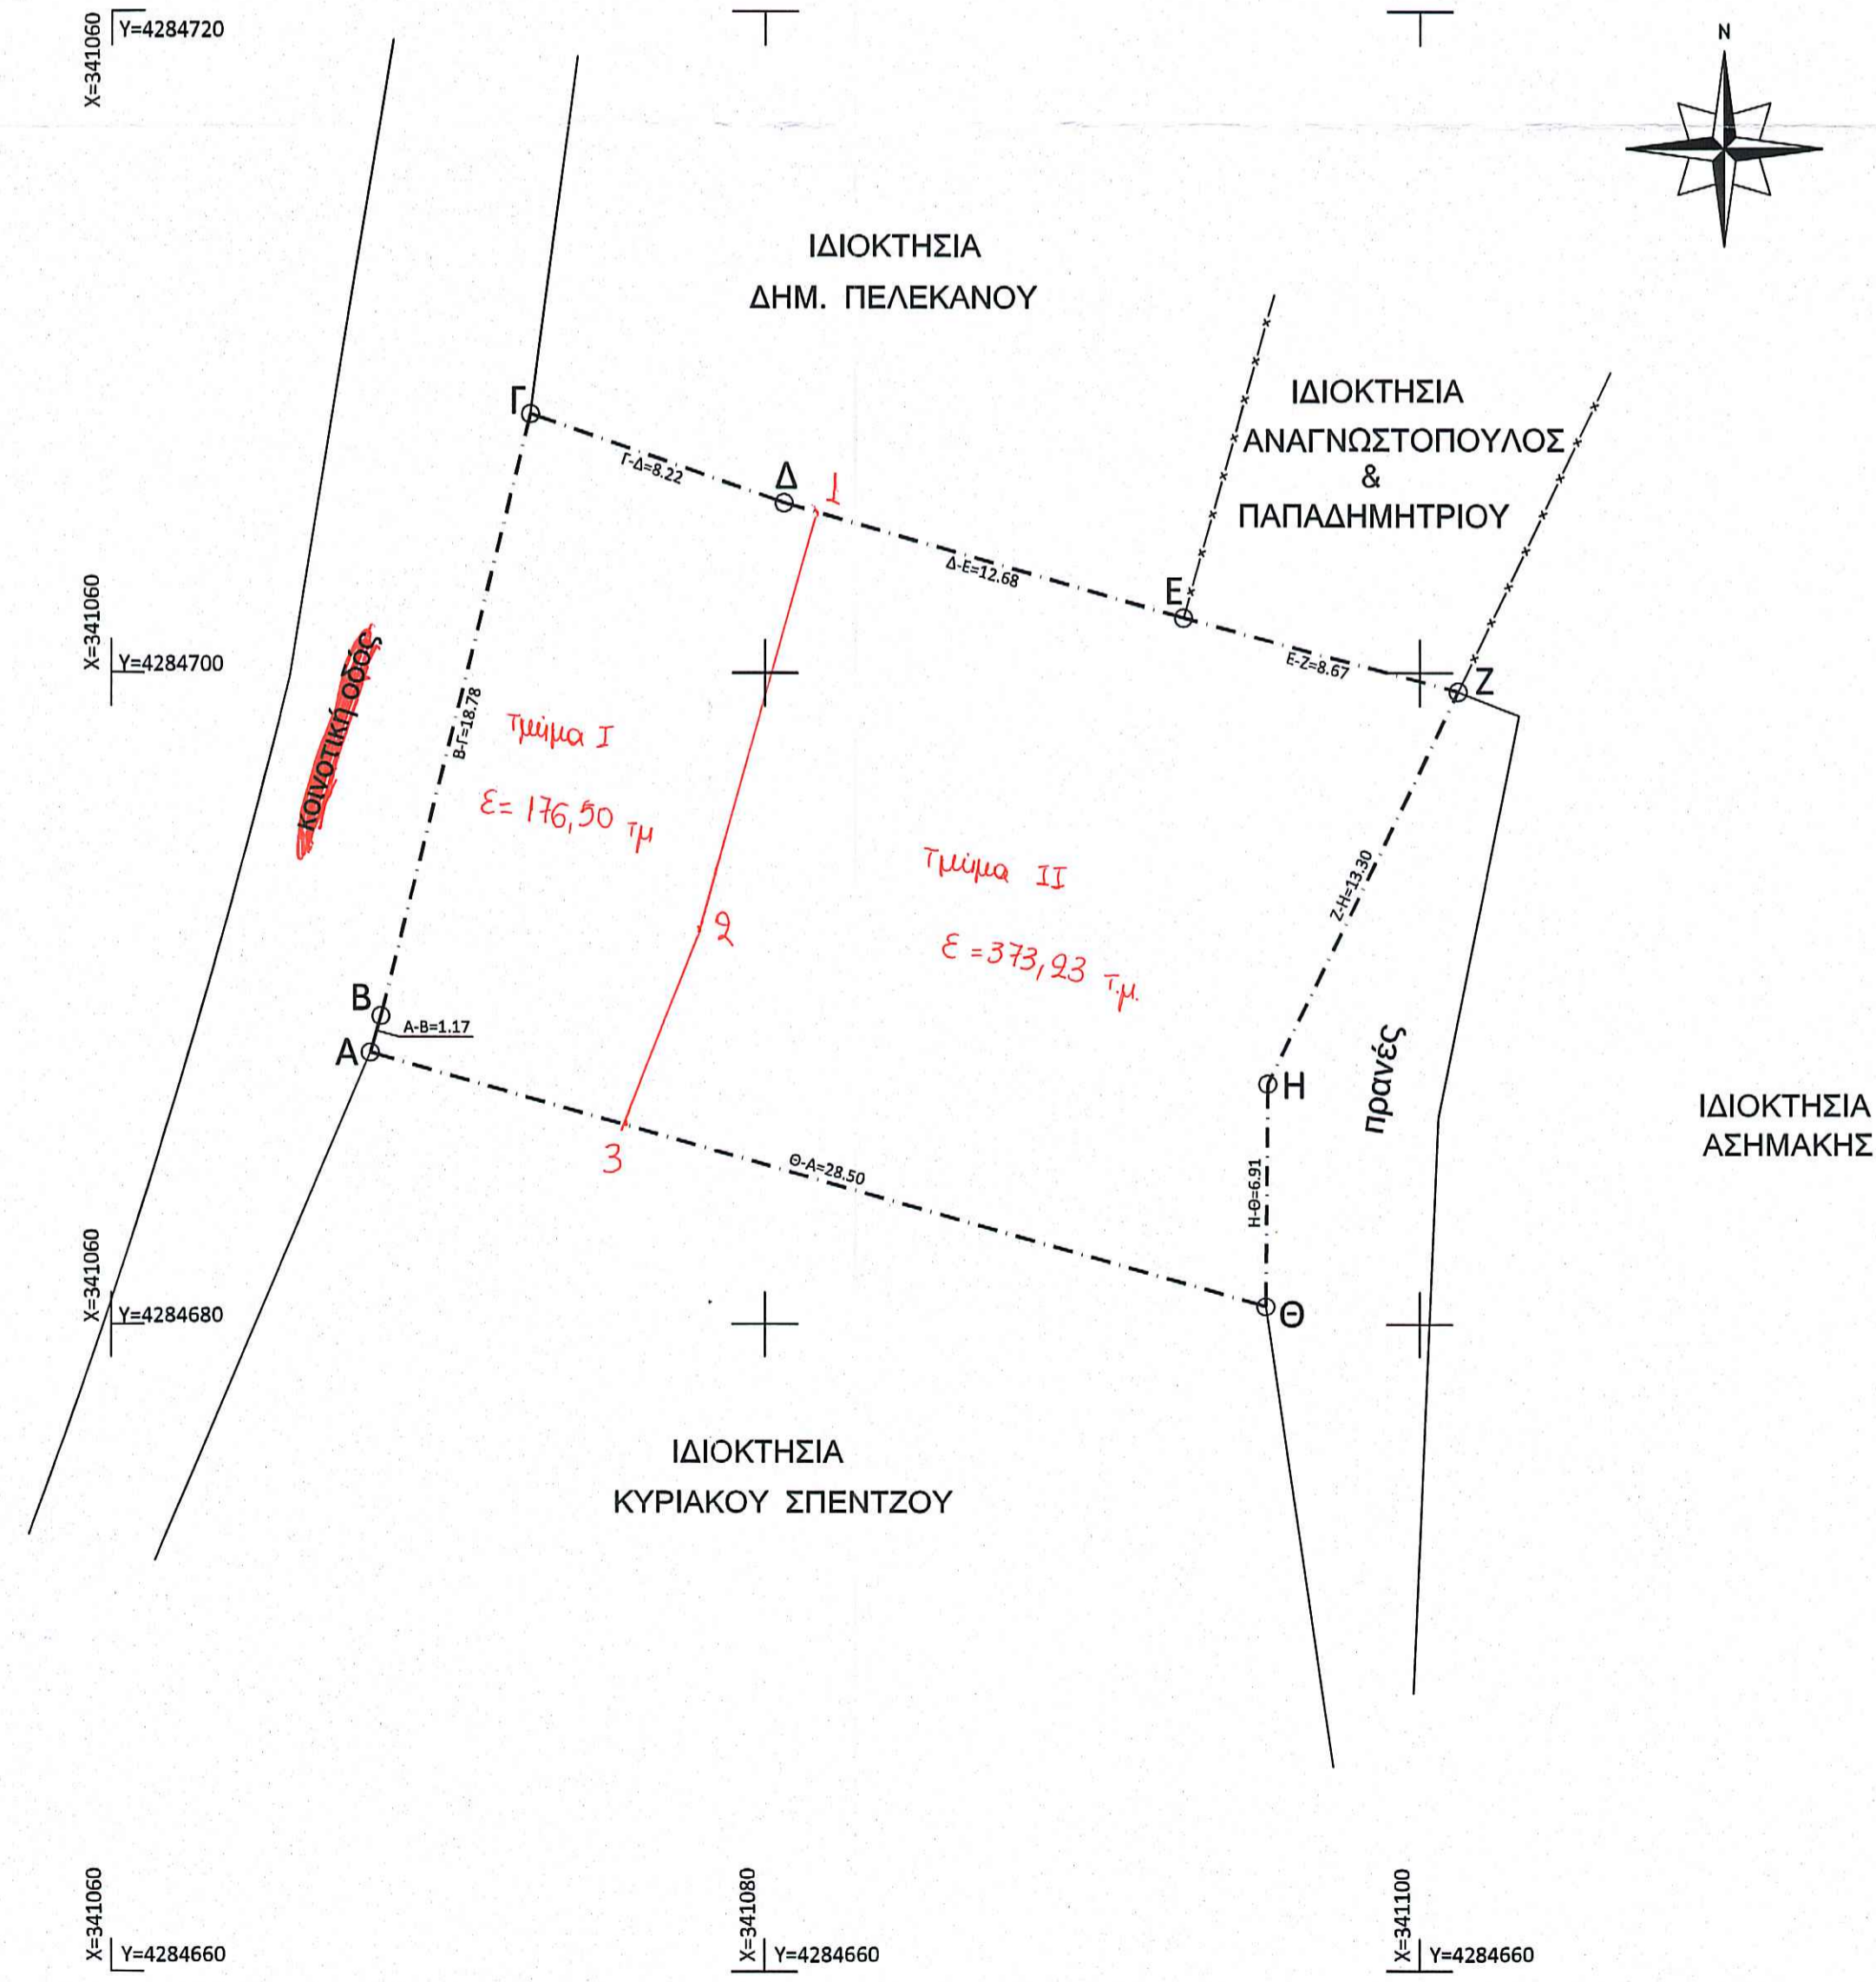 X=341060
Y=4284720
N
ΙΔΙΟΚΤΗΣΙΑ
ΔΗΜ. ΠΕΛΕΚΑΝΟΥ
ΙΔΙΟΚΤΗΣΙΑ
ΑΝΑΓΝΩΣΤΟΠΟΥΛΟΣ
&
ΠΑΠΑΔΗΜΗΤΡΙΟΥ
Γ
Γ-Δ=8.22
Δ
1
Δ-Ε=12.68
Ε
Ε-Ζ=8.67
Ζ
X=341060
Y=4284700
κοινοτική οδός
Β-Γ=18.78
Τμήμα Ι
Ε= 176,50 τμ
Τμήμα ΙΙ
Ε =373,23 τ.μ.
Ζ-Η=13.30
2
Β
Α-Β=1.17
Α
Η
πρανές
ΙΔΙΟΚΤΗΣΙΑ
ΑΣΗΜΑΚΗΣ
3
Θ-Α=28.50
Η-Θ=6.91
Θ
X=341060
Y=4284680
ΙΔΙΟΚΤΗΣΙΑ
ΚΥΡΙΑΚΟΥ ΣΠΕΝΤΖΟΥ
X=341060
Y=4284660
X=341080
Y=4284660
X=341100
Y=4284660